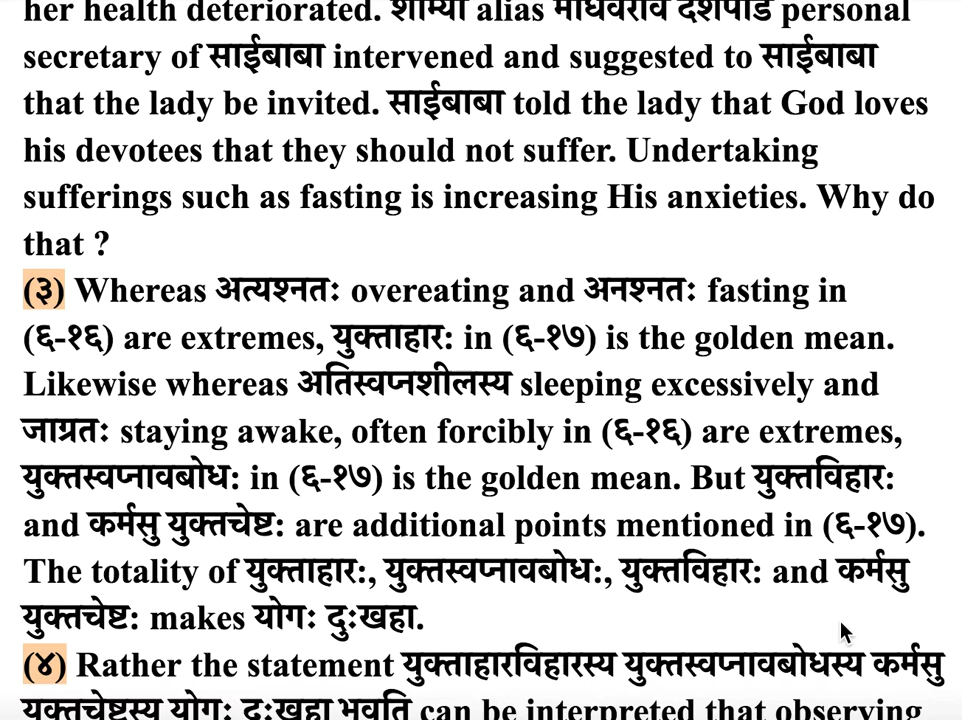 her health deteriorated. शाम्या alias माधवराव देशपांडे personal
secretary of साईबाबा intervened and suggested to साईबाबा
that the lady be invited. साईबाबा told the lady that God loves
his devotees that they should not suffer. Undertaking
sufferings such as fasting is increasing His anxieties. Why do
that ?
(३) Whereas अत्यश्नतः overeating and अनश्नतः fasting in
(६-१६) are extremes, युक्ताहार: in (६-१७) is the golden mean.
Likewise whereas अतिस्वप्नशीलस्य sleeping excessively and
जाग्रतः staying awake, often forcibly in (६-१६) are extremes,
युक्तस्वप्नावबोध: in (६-१७) is the golden mean. But युक्तविहार:
and कर्मसु युक्तचेष्ट: are additional points mentioned in (६-१७).
The totality of युक्ताहार:, युक्तस्वप्नावबोध:, युक्तविहार: and कर्मसु
युक्तचेष्ट: makes योगः दुःखहा.
(४) Rather the statement युक्ताहारविहारस्य युक्तस्वप्नावबोधस्य कर्मसु
युक्तचेष्टस्य योगः दुःखहा भवति can be interpreted that observing